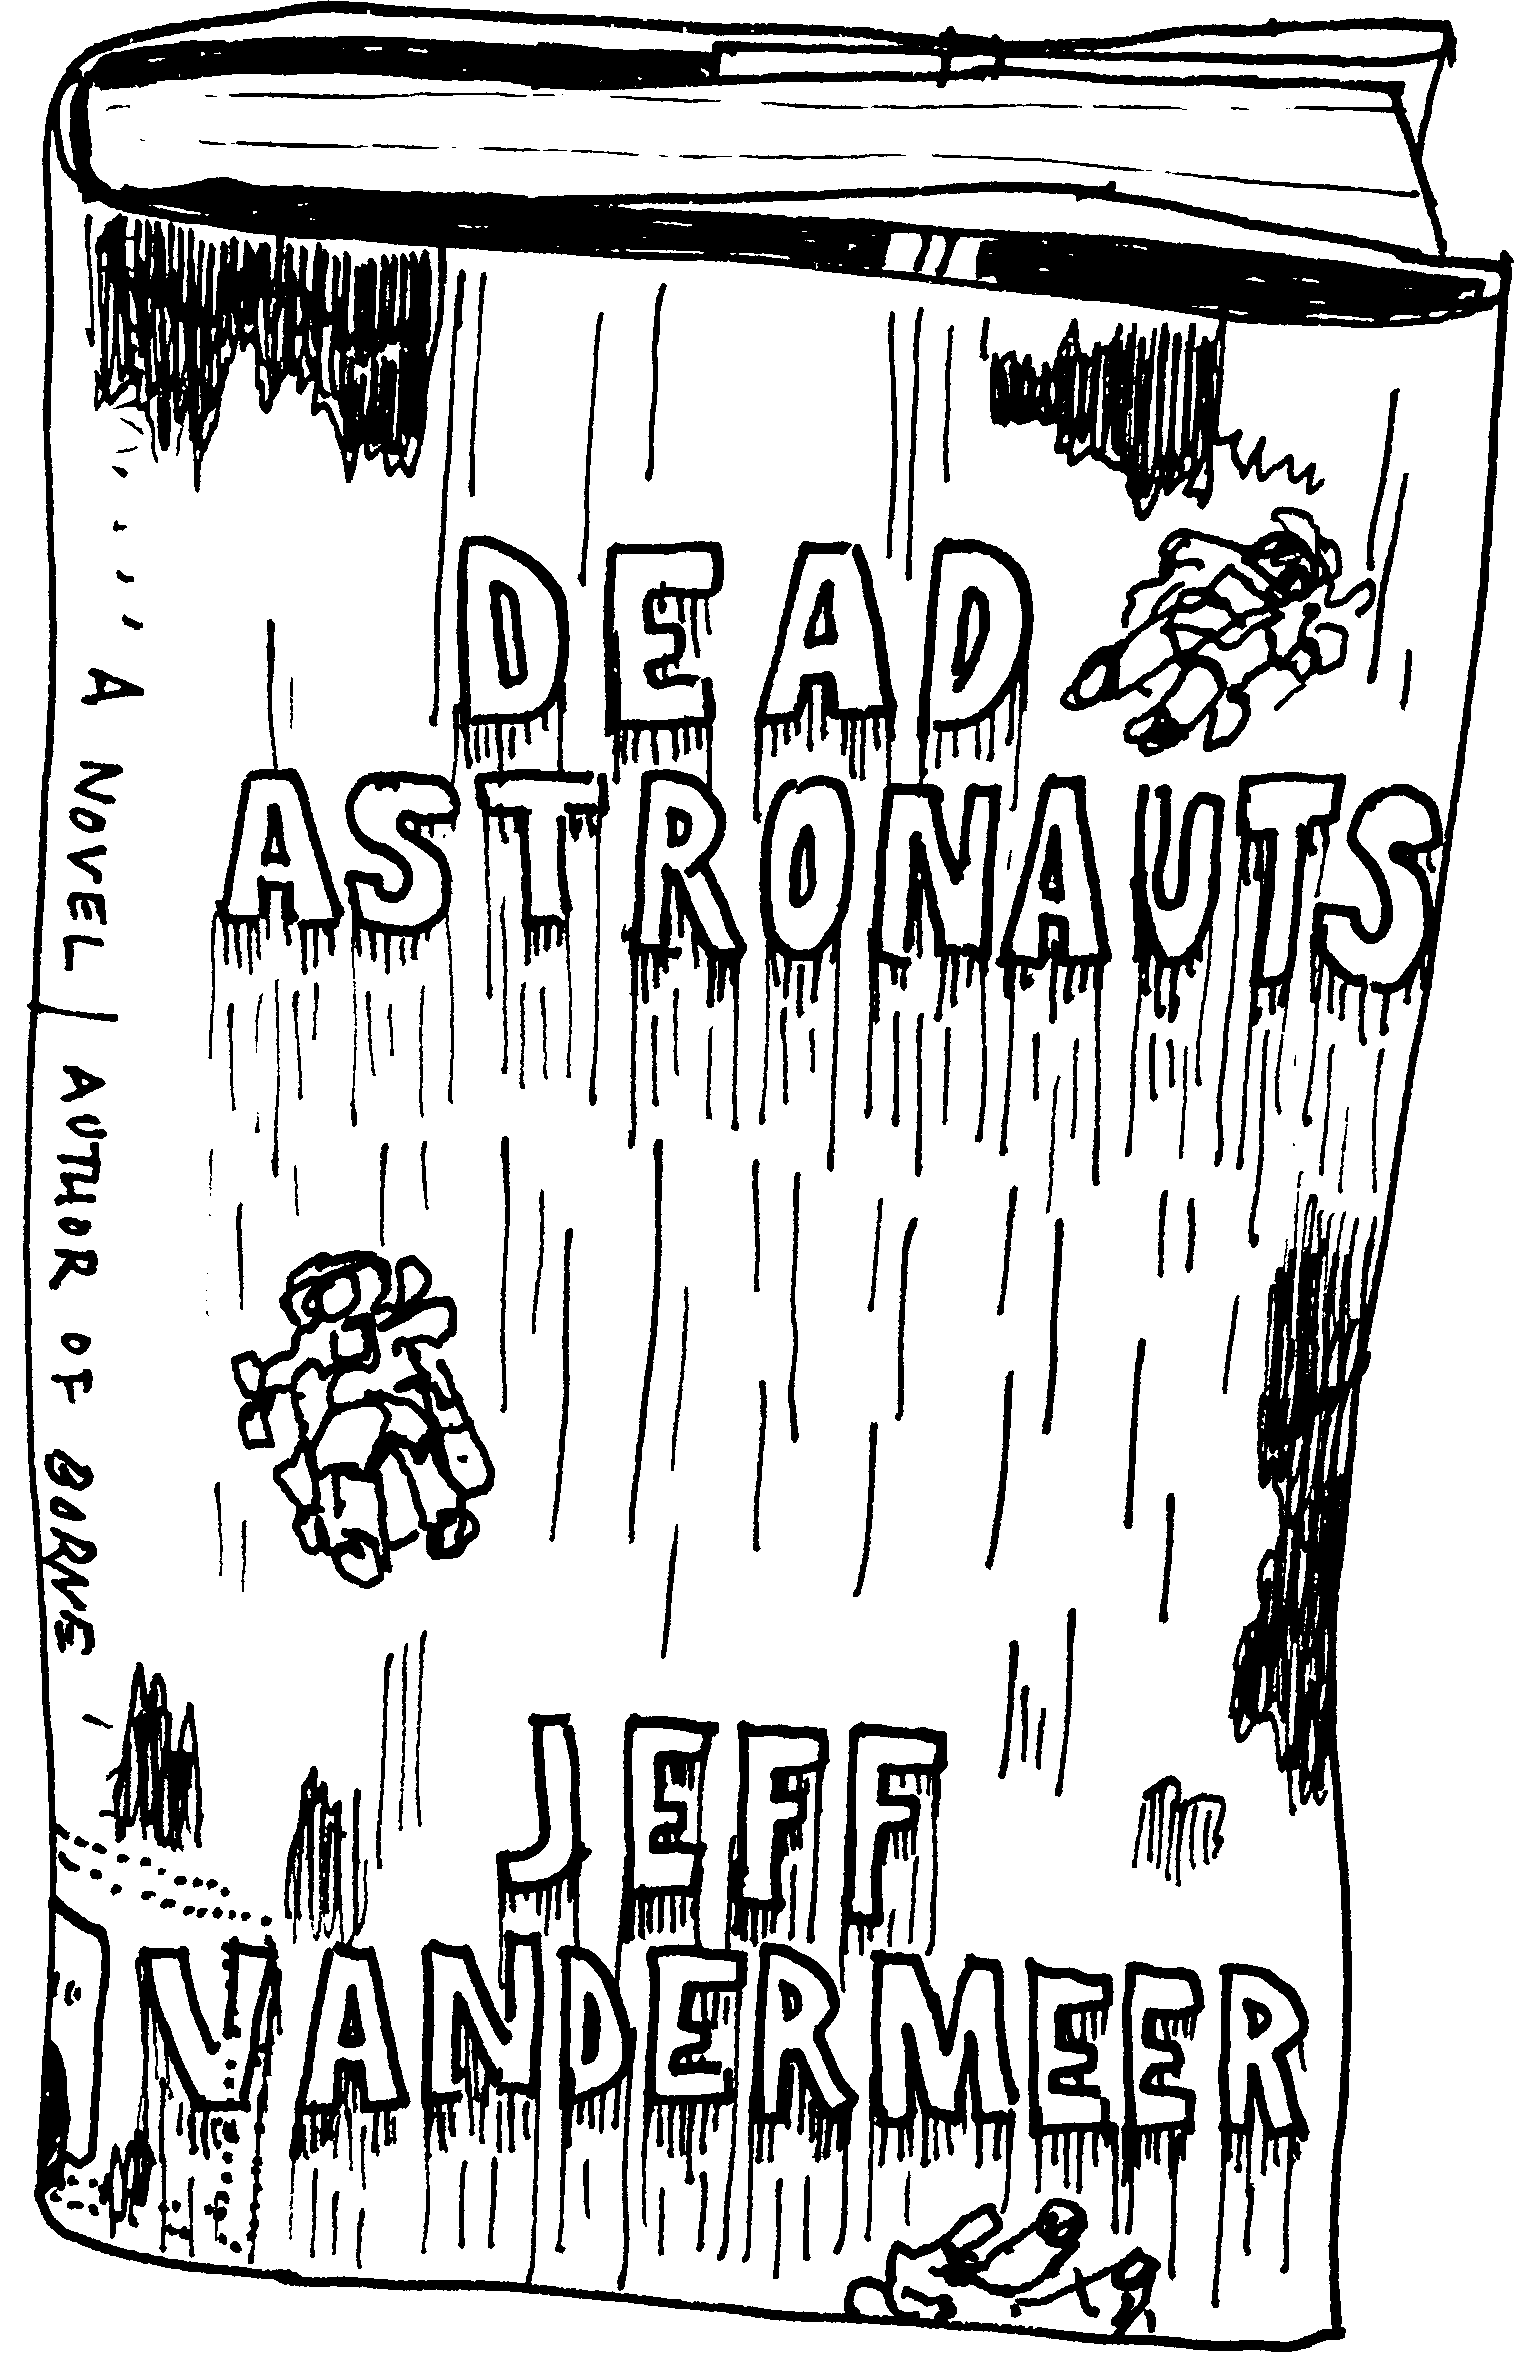 DEAD
ASTRONAUTS
A NOVEL | AUTHOR OF BORNE
JEFF
VANDERMEER